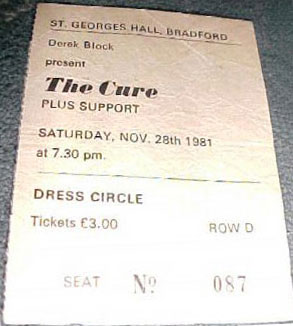 ST. GEORGES HALL, BRADFORD
Derek Block
present
The Cure
PLUS SUPPORT
SATURDAY, NOV. 28th 1981
at 7.30 pm.
DRESS CIRCLE
Tickets £3.00 ROW D
SEAT Nº 087